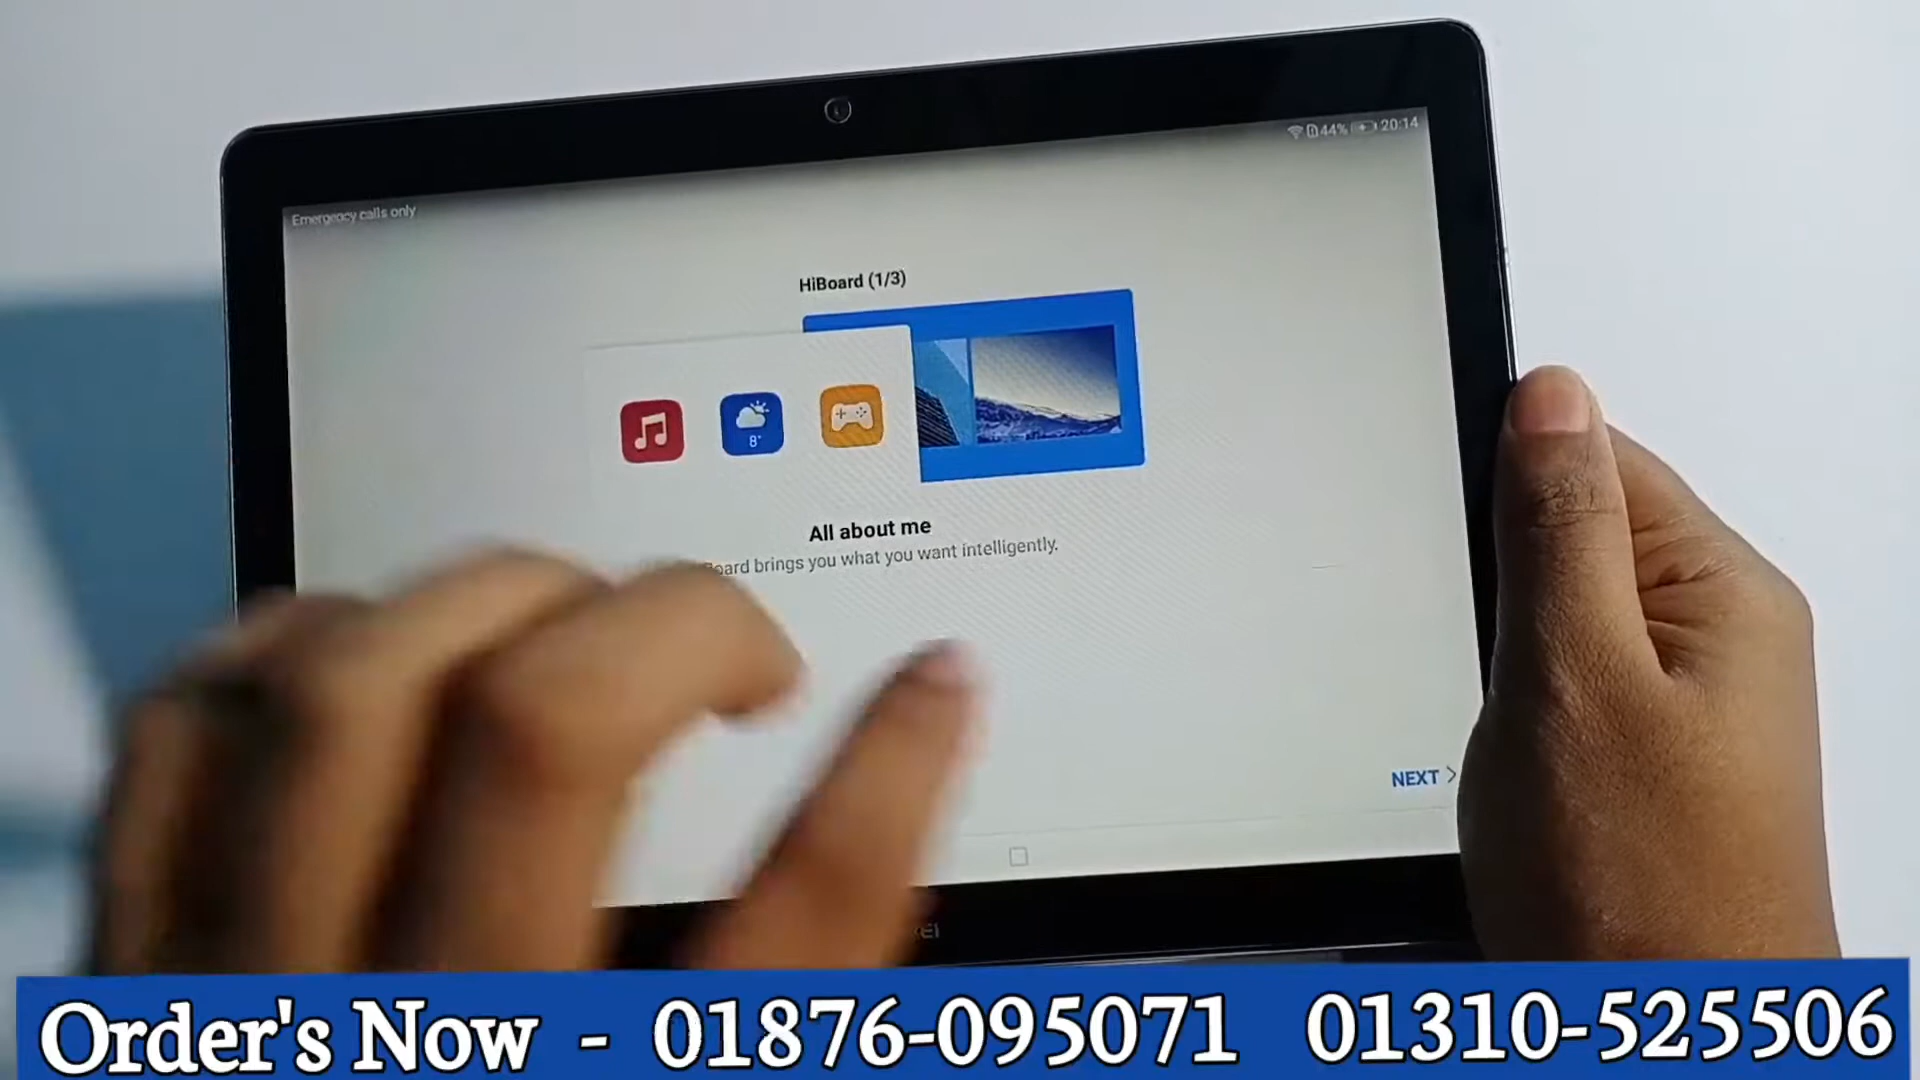 44% 20:14
Emergency calls only
HiBoard (1/3)
8°
All about me
brings you what you want intelligently.
NEXT
Order's Now - 01876-095071 01310-525506